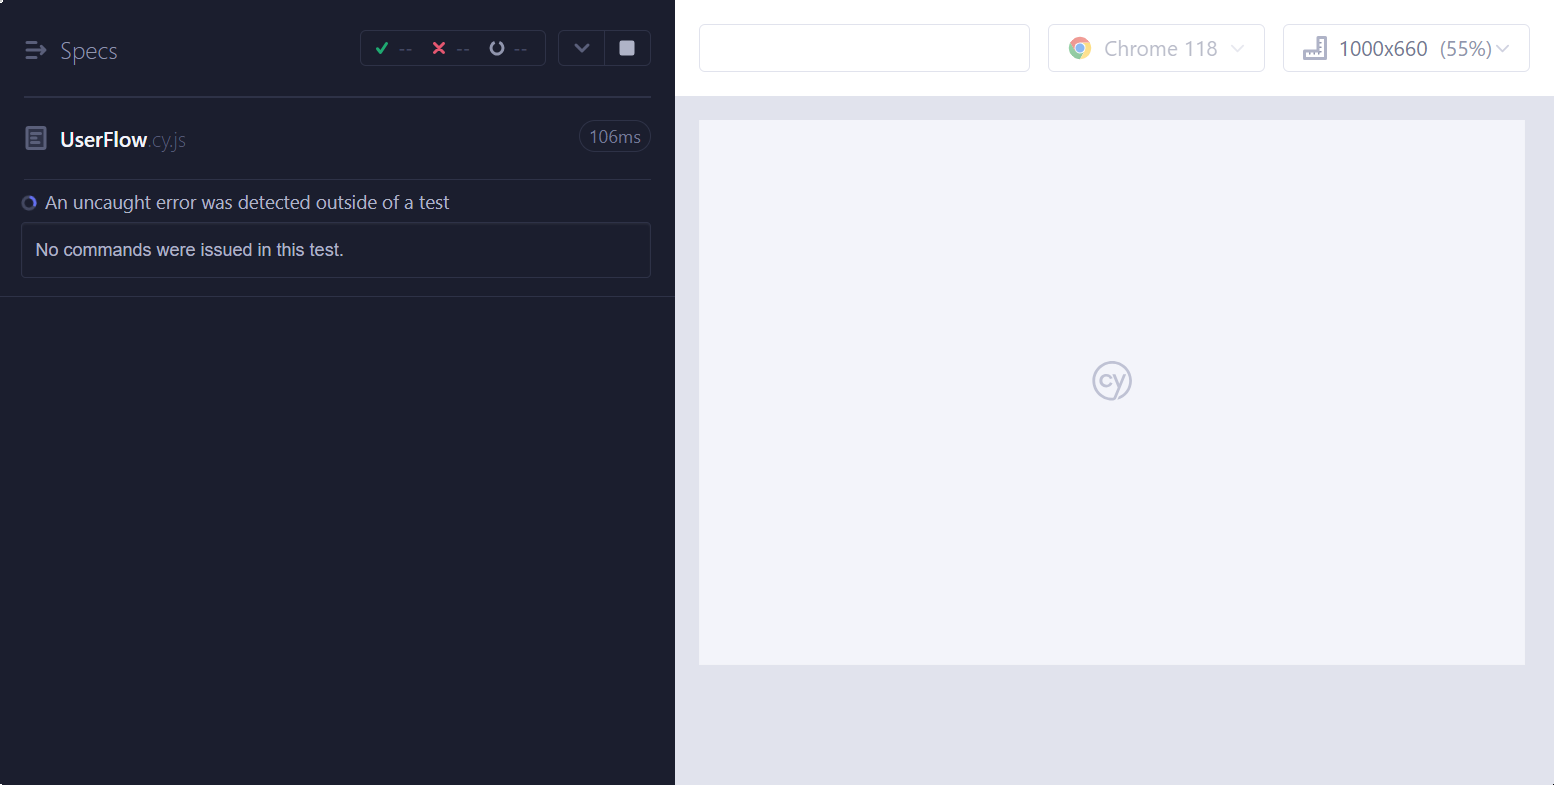 Specs -- -- --
UserFlow.cy.js 106ms
An uncaught error was detected outside of a test
No commands were issued in this test.
Chrome 118 1000x660 (55%)
cy